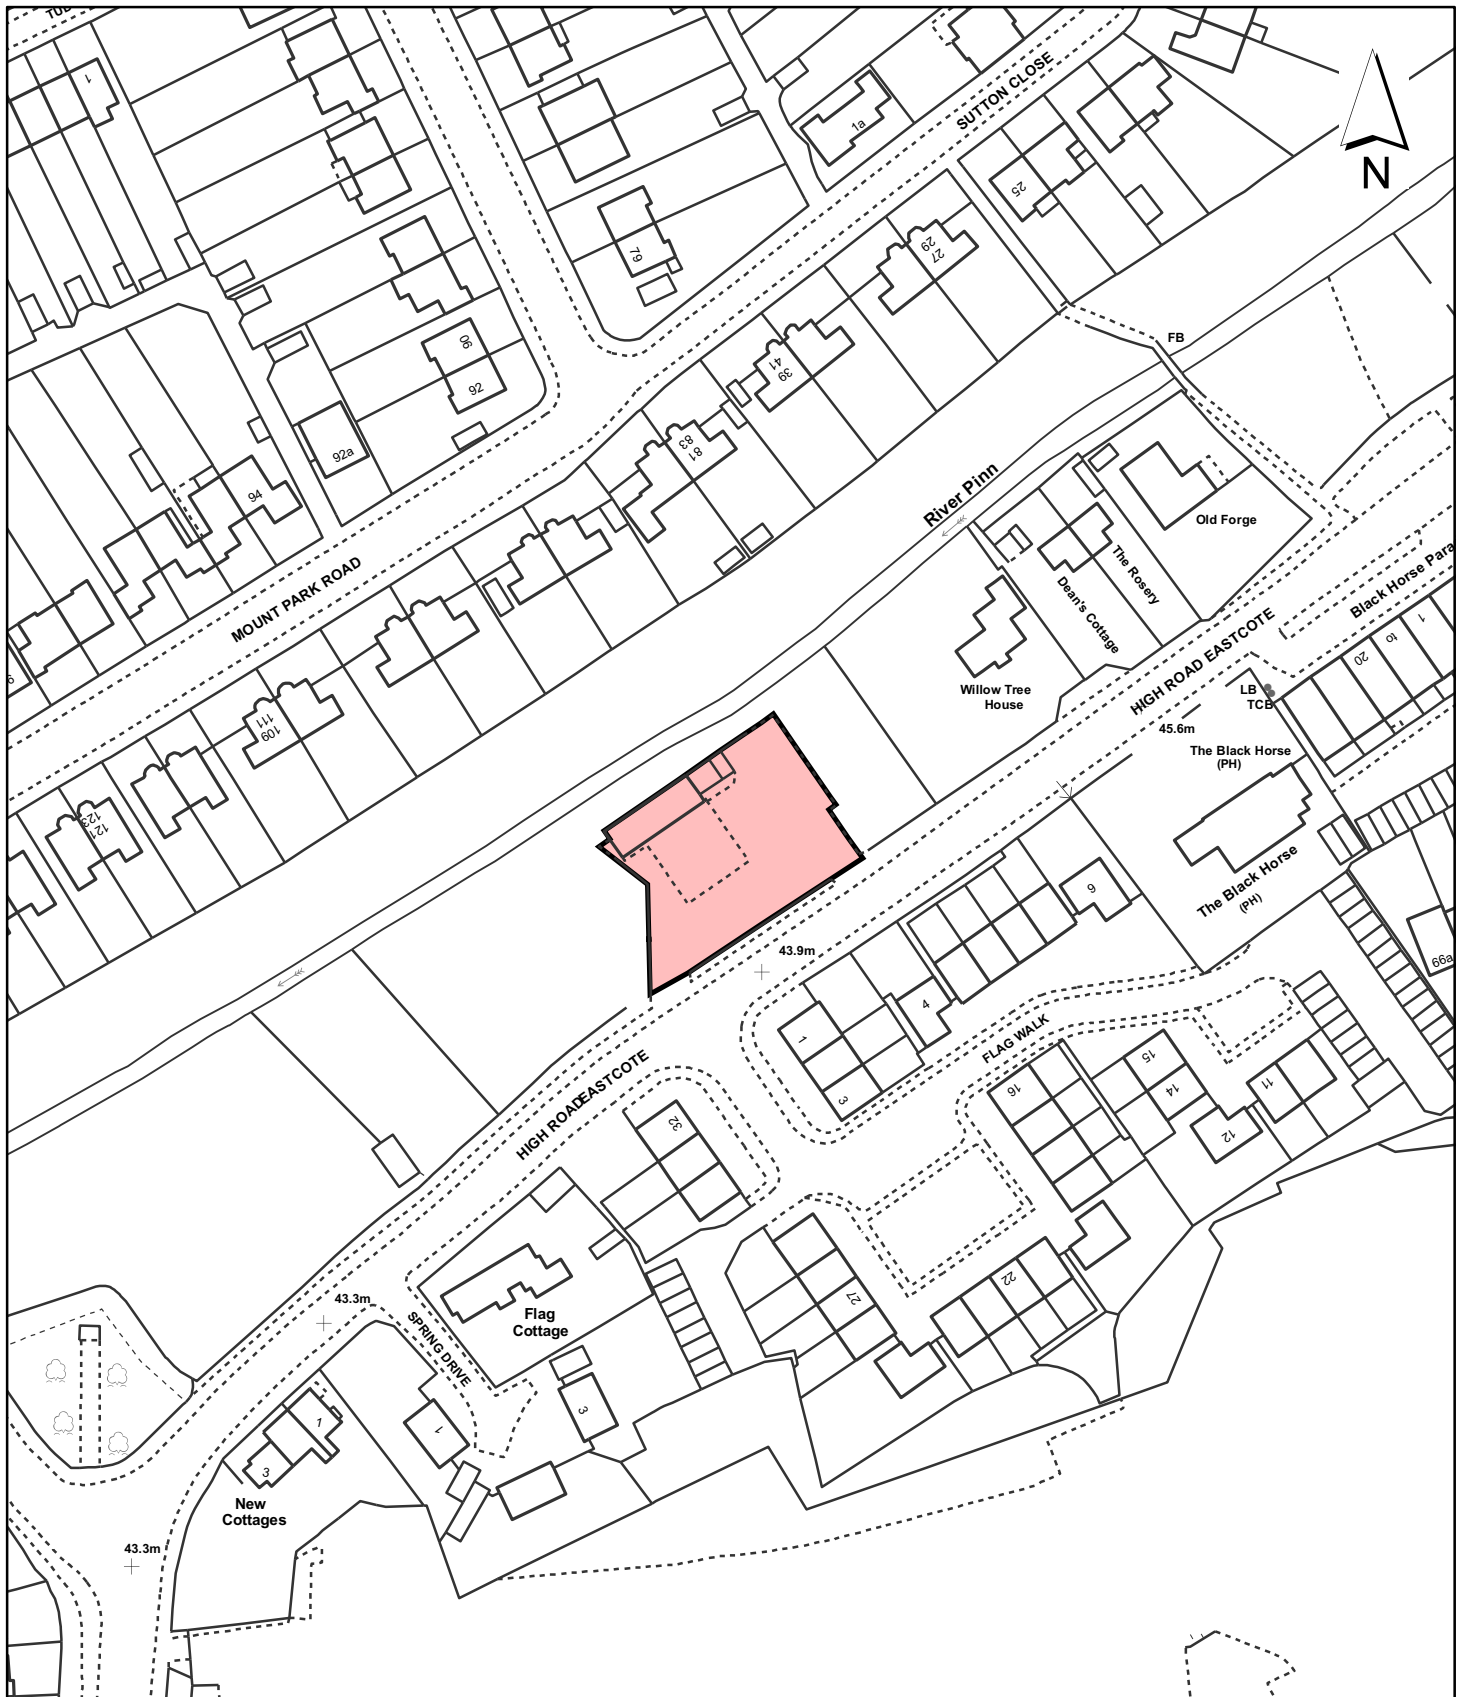 1
1a
SUTTON CLOSE
N
25
79
29
27
90
92
FB
41
39
92a
83
81
94
River Pinn
Old Forge
The Rosery
Dean's Cottage
MOUNT PARK ROAD
Black Horse Para
1
to
20
HIGH ROAD EASTCOTE
Willow Tree
House
LB
TCB
45.6m
111
109
The Black Horse
(PH)
123
121
The Black Horse
(PH)
6
43.9m
69a
4
1
3
FLAG WALK
HIGH ROAD
EASTCOTE
15
14
16
11
12
32
22
27
43.3m
Flag
Cottage
SPRING DRIVE
1
3
1
3
New
Cottages
43.3m